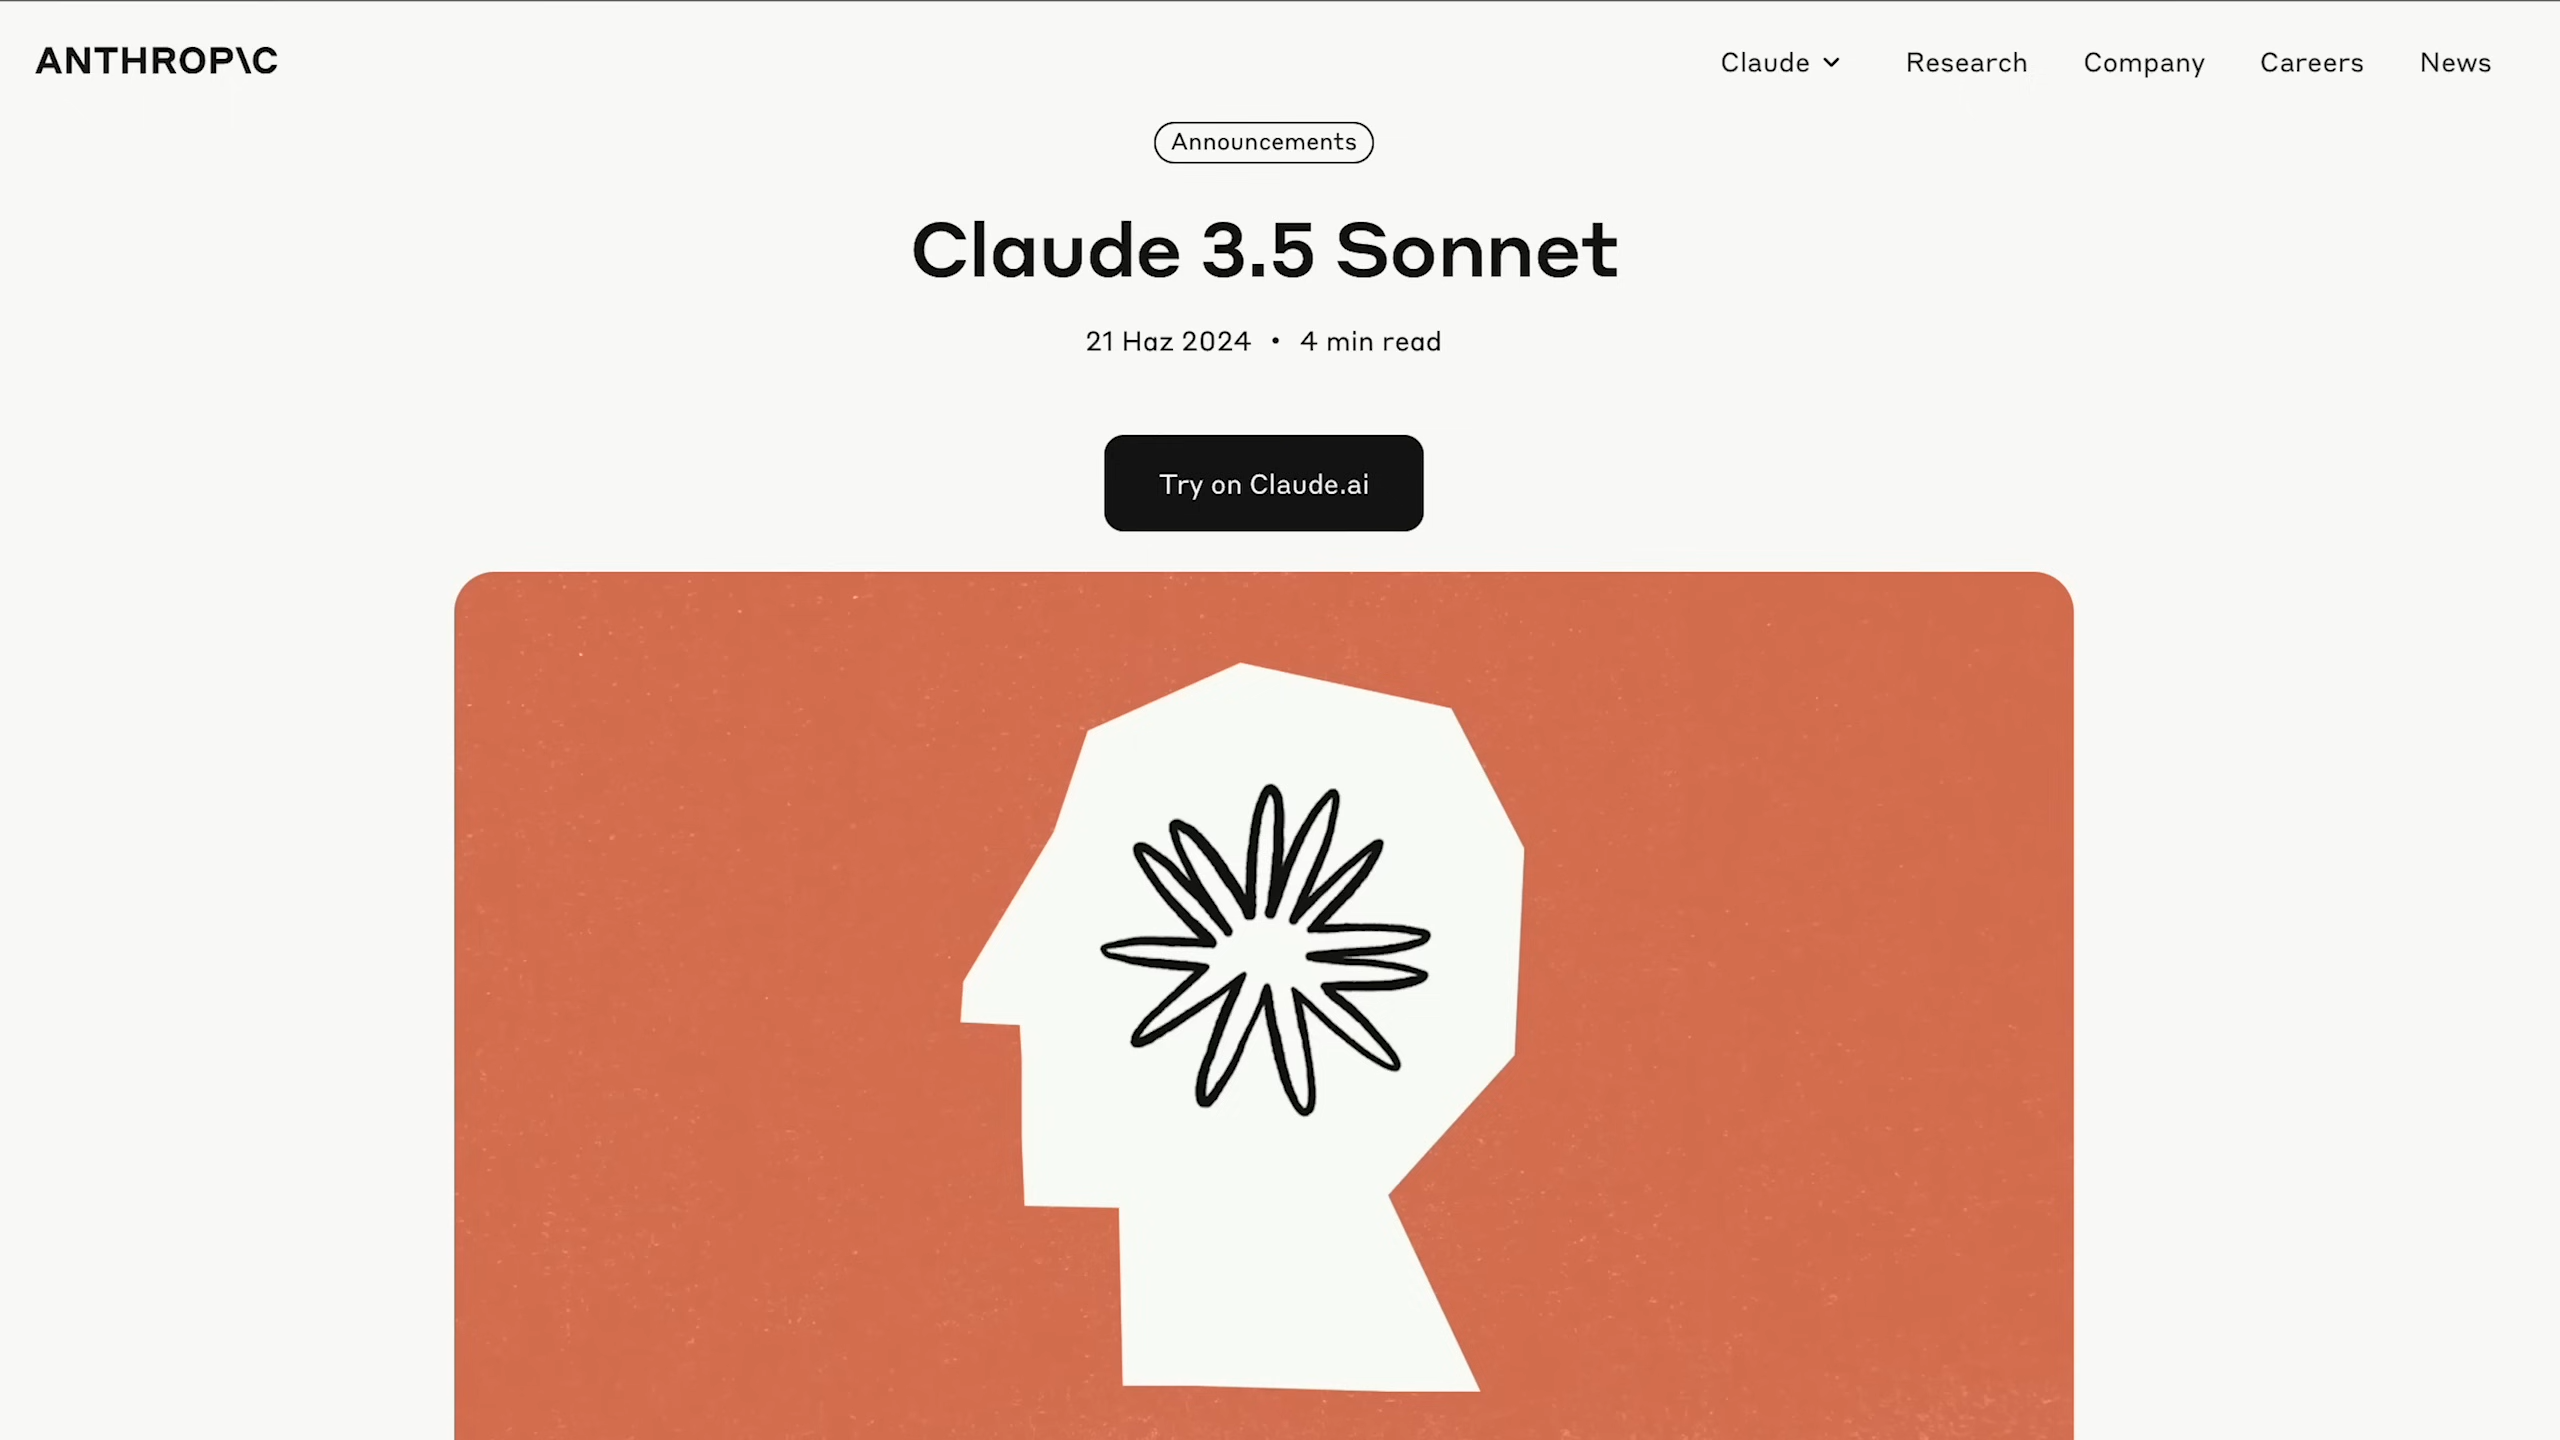 ANTHROP\C
Claude Research Company Careers News
Announcements
Claude 3.5 Sonnet
21 Haz 2024 • 4 min read
Try on Claude.ai